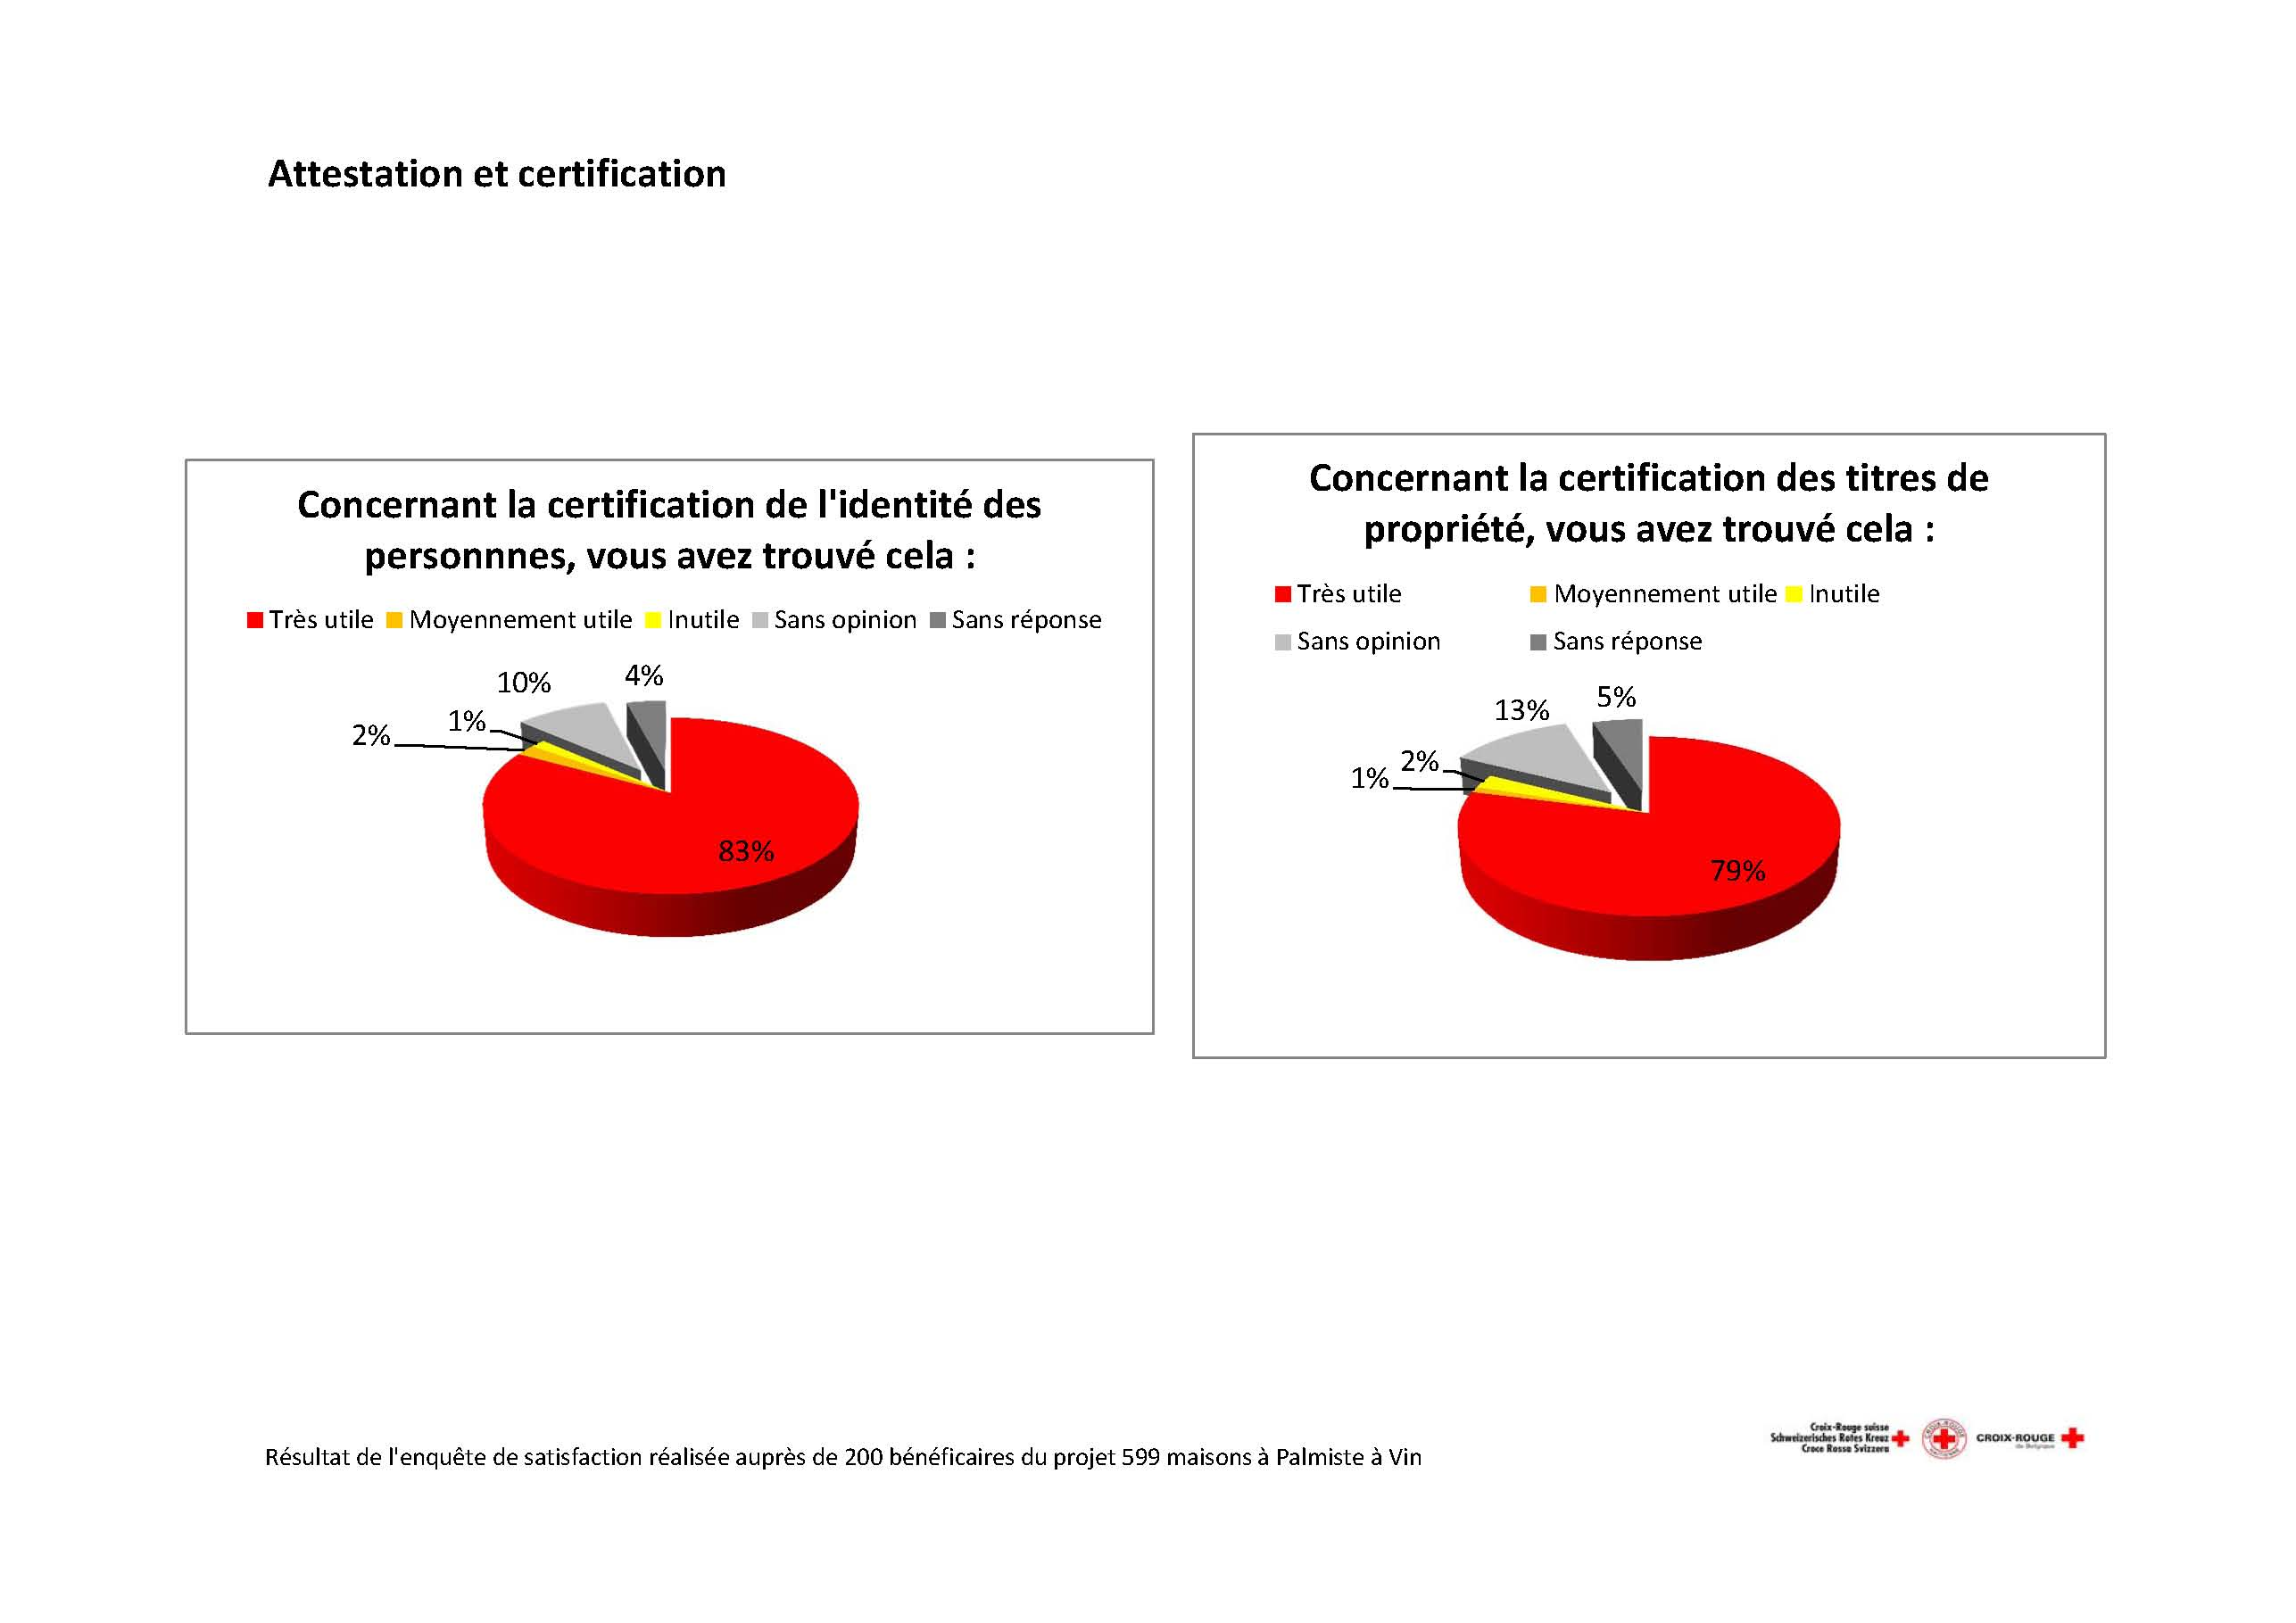 Attestation et certification
Concernant la certification de l'identité des
personnnes, vous avez trouvé cela :
Très utile Moyennement utile Inutile Sans opinion Sans réponse
10%
4%
2%
1%
83%
Concernant la certification des titres de
propriété, vous avez trouvé cela :
Très utile Moyennement utile Inutile
Sans opinion Sans réponse
13%
5%
1%
2%
79%
Résultat de l'enquête de satisfaction réalisée auprès de 200 bénéficaires du projet 599 maisons à Palmiste à Vin
Croix-Rouge suisse
Schweizerisches Rotes Kreuz
Croce Rossa Svizzera
CROIX-ROUGE
de Belgique